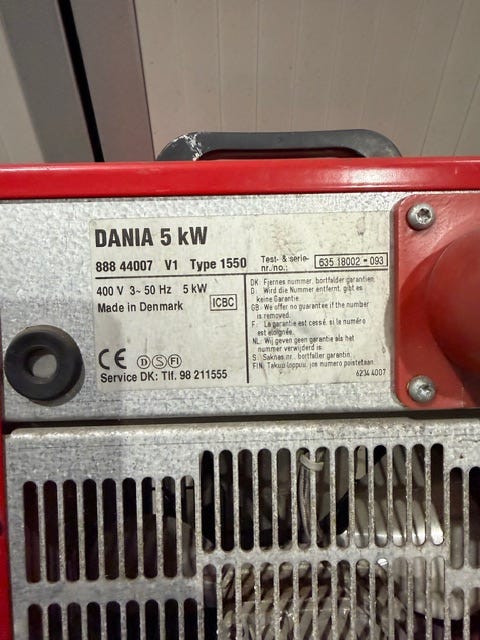 DANIA 5 kW
888 44007 V1 Type 1550
Test- & serie-
nr./no.: 635 18002 - 093
400 V 3~ 50 Hz 5 kW
Made in Denmark
ICBC
DK: Fjernes nummer, bortfalder garantien.
D: Wird die Nummer entfernt, gibt es
keine Garantie.
GB: We offer no guarantee if the number
is removed.
F: La garantie est cessé, si la numéro
est eloignée.
NL: Wij geven geen garantie als het
nummer verwijderd is.
S: Saknas nr., bortfaller garantin.
FIN: Takuu loppuu, jos numero poistetaan.
6234 4007
CE D S FI
Service DK: Tlf. 98 211555